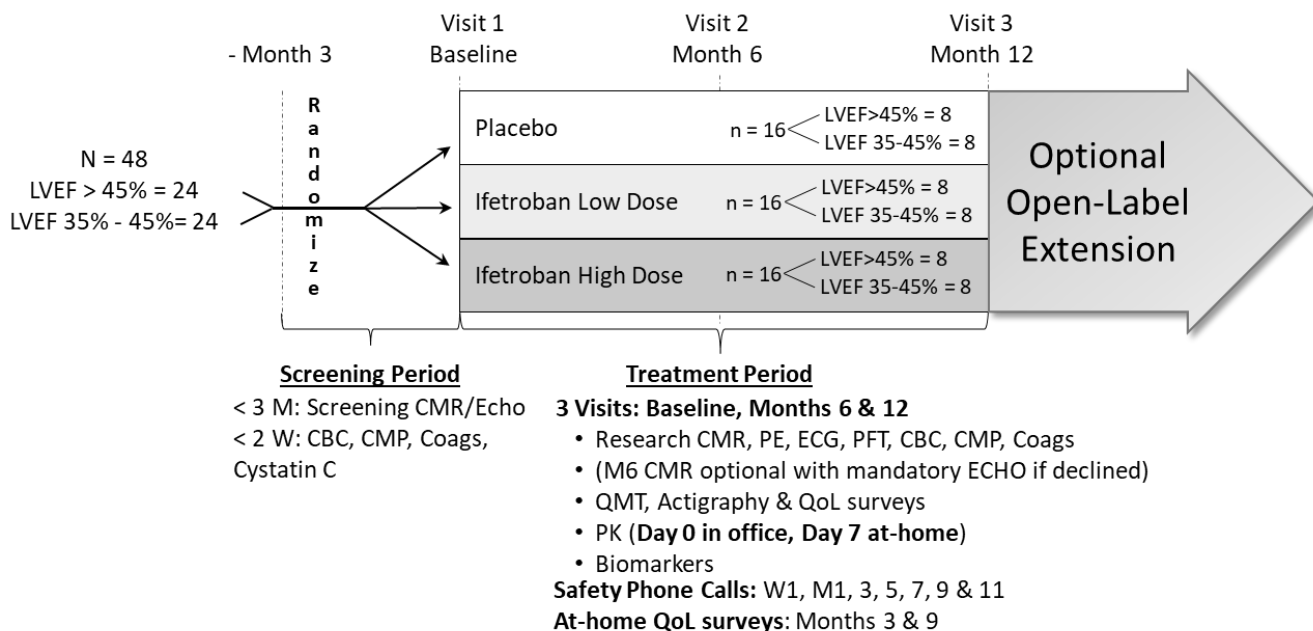 - Month 3
Visit 1
Baseline
Visit 2
Month 6
Visit 3
Month 12
N = 48
LVEF > 45% = 24
LVEF 35% - 45%= 24
Randomize
Placebo
n = 16
LVEF>45% = 8
LVEF 35-45% = 8
Ifetroban Low Dose
n = 16
LVEF>45% = 8
LVEF 35-45% = 8
Ifetroban High Dose
n = 16
LVEF>45% = 8
LVEF 35-45% = 8
Optional
Open-Label
Extension
Screening Period
< 3 M: Screening CMR/Echo
< 2 W: CBC, CMP, Coags,
Cystatin C
Treatment Period
3 Visits: Baseline, Months 6 & 12
• Research CMR, PE, ECG, PFT, CBC, CMP, Coags
• (M6 CMR optional with mandatory ECHO if declined)
• QMT, Actigraphy & QoL surveys
• PK (Day 0 in office, Day 7 at-home)
• Biomarkers
Safety Phone Calls: W1, M1, 3, 5, 7, 9 & 11
At-home QoL surveys: Months 3 & 9